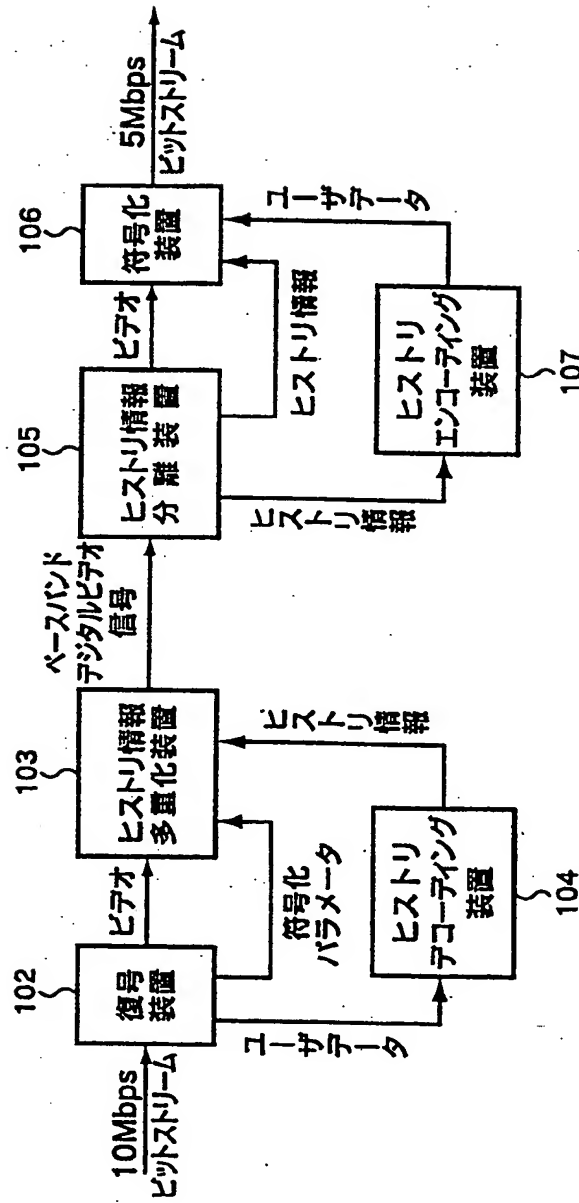 10Mbps
ビットストリーム
102
復号
装置
ビデオ
符号化
パラメータ
ユーザデータ
103
ヒストリ情報
多量化装置
ヒストリ情報
ヒストリ
デコーディング
装置
104
ベースバンド
デジタルビデオ
信号
105
ヒストリ情報
分離装置
ビデオ
ヒストリ情報
ヒストリ情報
106
符号化
装置
5Mbps
ビットストリーム
ユーザデータ
ヒストリ
エンコーディング
装置
107